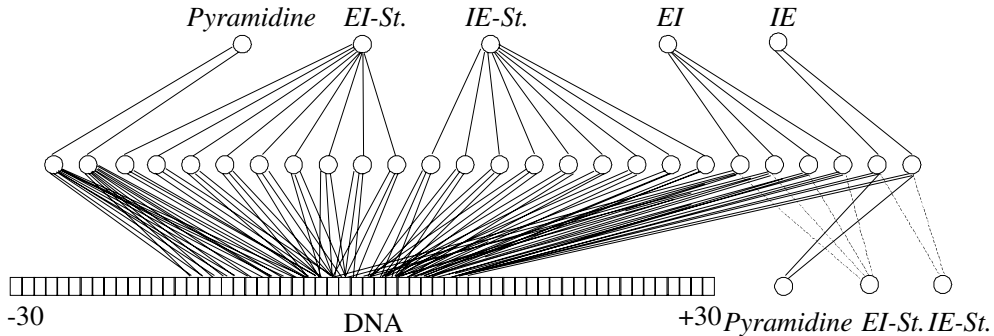 Pyramidine EI-St. IE-St. EI IE
-30 DNA +30 Pyramidine EI-St. IE-St.